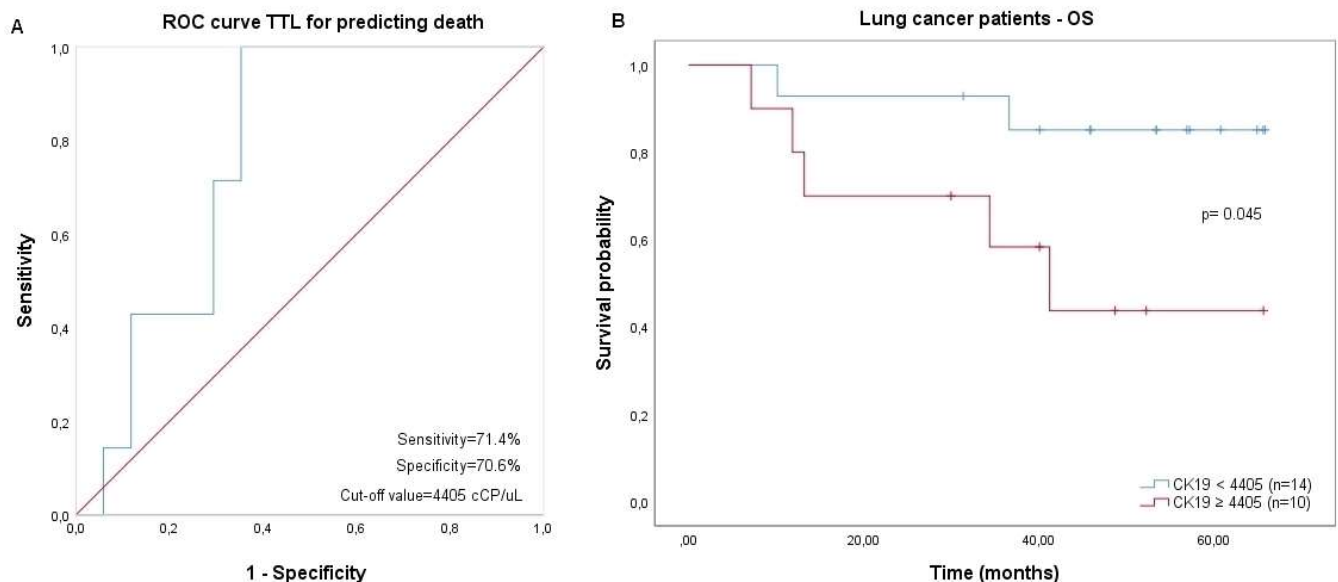 A
ROC curve TTL for predicting death
1,0
0,8
0,6
0,4
0,2
0,0
Sensitivity
Sensitivity=71.4%
Specificity=70.6%
Cut-off value=4405 cCP/uL
0,0 0,2 0,4 0,6 0,8 1,0
1 - Specificity
B
Lung cancer patients - OS
1,0
0,8
0,6
0,4
0,2
0,0
Survival probability
p= 0.045
CK19 < 4405 (n=14)
CK19 ≥ 4405 (n=10)
,00 20,00 40,00 60,00
Time (months)